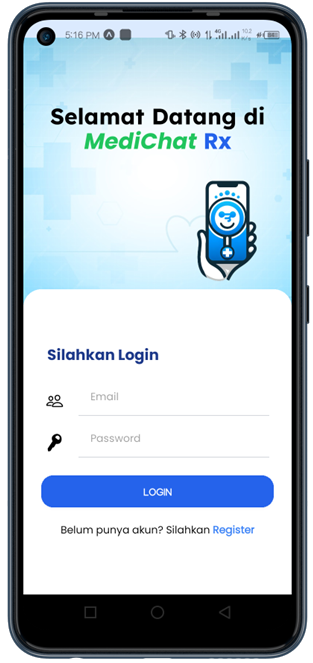 5:16 PM
Selamat Datang di
MediChat Rx
Silahkan Login
Email
Password
LOGIN
Belum punya akun? Silahkan Register